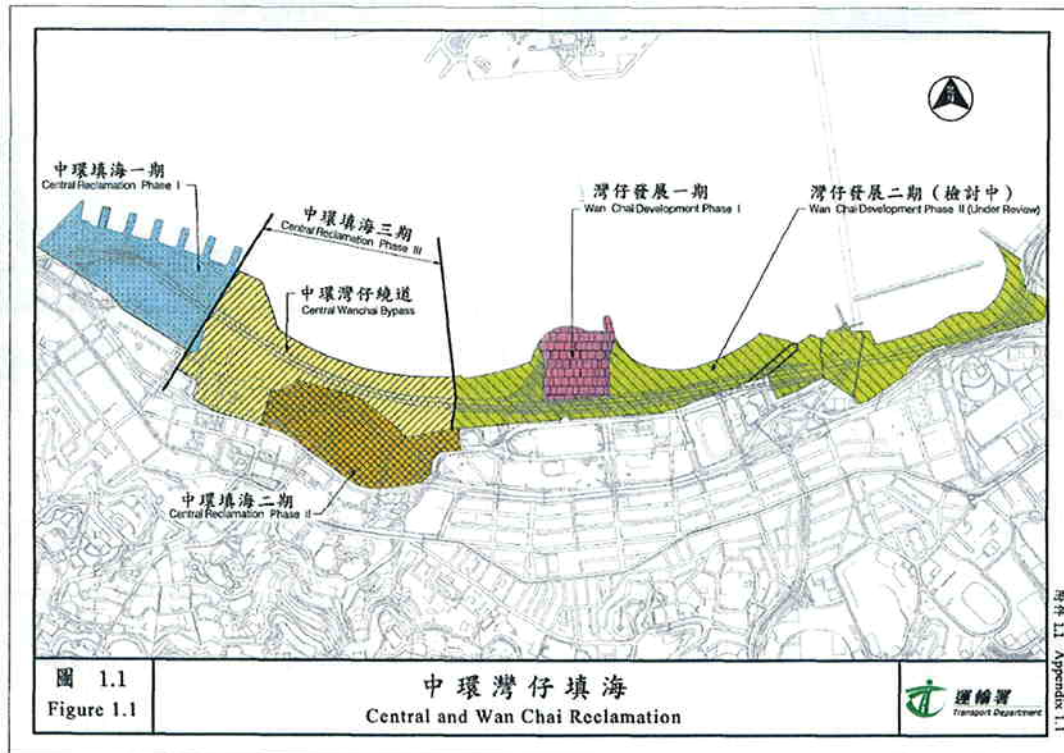 中環填海一期
Central Reclamation Phase I
中環填海三期
Central Reclamation Phase III
中環灣仔繞道
Central Wanchai Bypass
灣仔發展一期
Wan Chai Development Phase I
灣仔發展二期（檢討中）
Wan Chai Development Phase II (Under Review)
中環填海二期
Central Reclamation Phase II
附件 1.1 Appendix 1.1
圖 1.1
Figure 1.1
中環灣仔填海
Central and Wan Chai Reclamation
運輸署
Transport Department